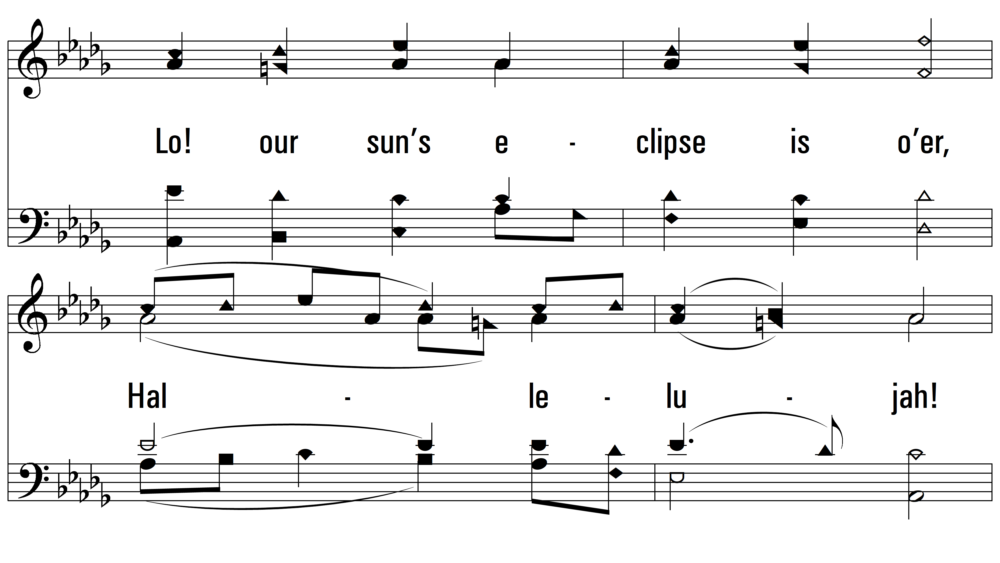 Lo! our sun’s e - clipse is o’er,
Hal - le - lu - jah!